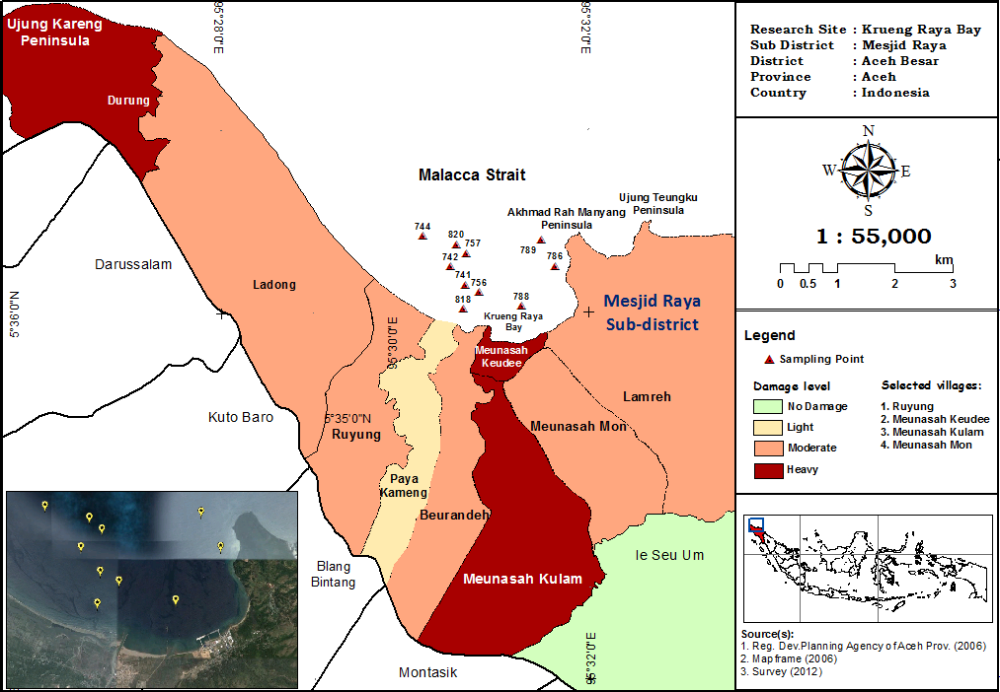 Ujung Kareng
Peninsula
Durung
95°28'0"E
95°32'0"E
Malacca Strait
Ujung Teungku
Peninsula
Akhmad Rah Manyang
Peninsula
744
820
757
789
742
786
741
756
818
788
Krueng Raya
Bay
Darussalam
Ladong
Mesjid Raya
Sub-district
5°36'0"N
95°30'0"E
Meunasah
Keudee
Lamreh
Kuto Baro
5°35'0"N
Ruyung
Meunasah Mon
Paya
Kameng
Beurandeh
Ie Seu Um
Blang
Bintang
Meunasah Kulam
95°32'0"E
Montasik
Research Site : Krueng Raya Bay
Sub District : Mesjid Raya
District : Aceh Besar
Province : Aceh
Country : Indonesia
N
W E
S
1 : 55,000
km
0 0.5 1 2 3
Legend
Sampling Point
Damage level
No Damage
Light
Moderate
Heavy
Selected villages:
1. Ruyung
2. Meunasah Keudee
3. Meunasah Kulam
4. Meunasah Mon
Source(s):
1. Reg. Dev.Planning Agency of Aceh Prov. (2006)
2. Mapframe (2006)
3. Survey (2012)